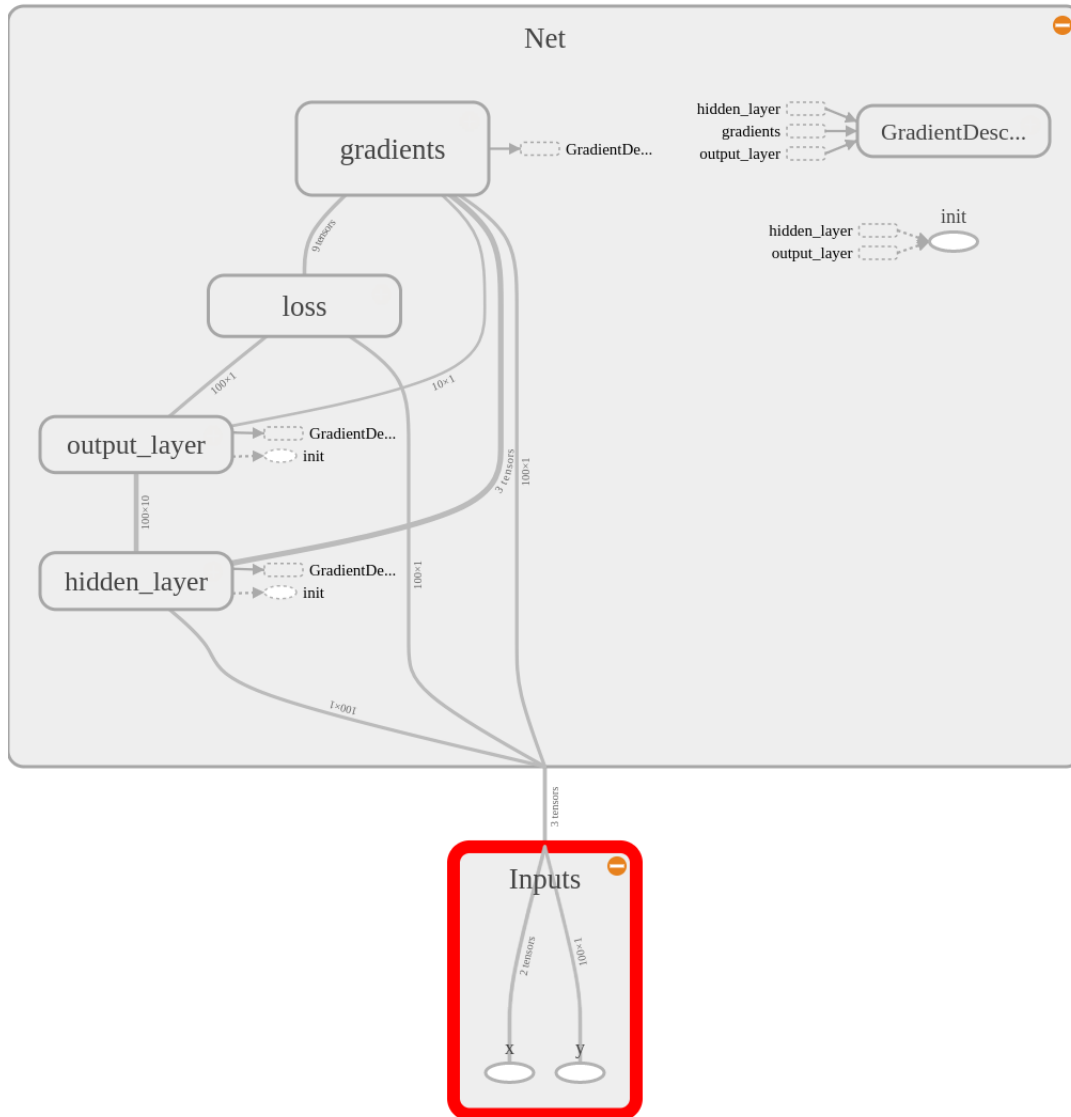 Net
hidden_layer
gradients
output_layer
GradientDesc...
gradients
GradientDe...
init
hidden_layer
output_layer
9 tensors
loss
100×1
10×1
output_layer
GradientDe...
init
3 tensors
100×1
100×10
hidden_layer
GradientDe...
init
100×1
100×1
3 tensors
Inputs
2 tensors
100×1
x
y